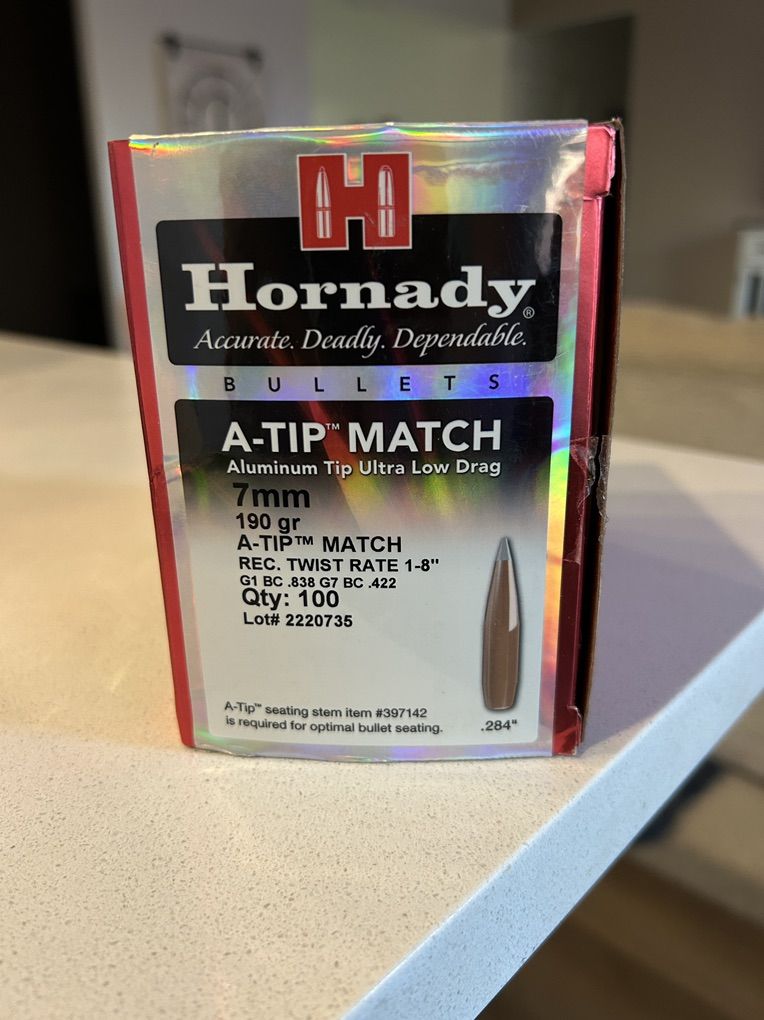 H
Hornady®
Accurate. Deadly. Dependable.
BULLETS
A-TIP™ MATCH
Aluminum Tip Ultra Low Drag
7mm
190 gr
A-TIP™ MATCH
REC. TWIST RATE 1-8"
G1 BC .838 G7 BC .422
Qty: 100
Lot# 2220735
A-Tip™ seating stem item #397142
is required for optimal bullet seating.
.284"